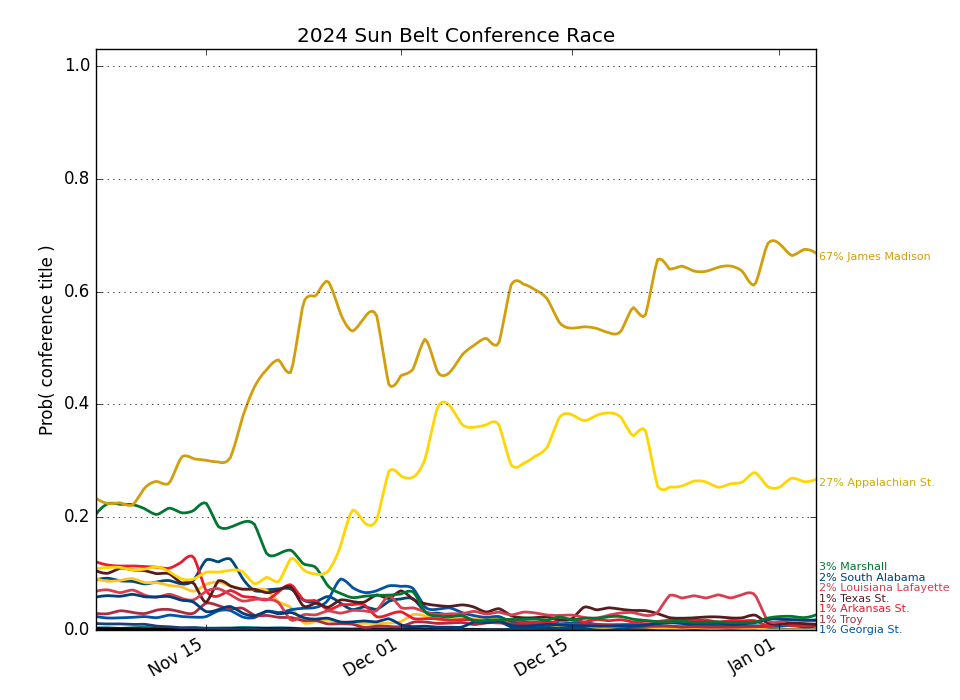 2024 Sun Belt Conference Race
Prob( conference title )
1.0
0.8
0.6
0.4
0.2
0.0
Nov 15
Dec 01
Dec 15
Jan 01
67% James Madison
27% Appalachian St.
3% Marshall
2% South Alabama
2% Louisiana Lafayette
1% Texas St.
1% Arkansas St.
1% Troy
1% Georgia St.